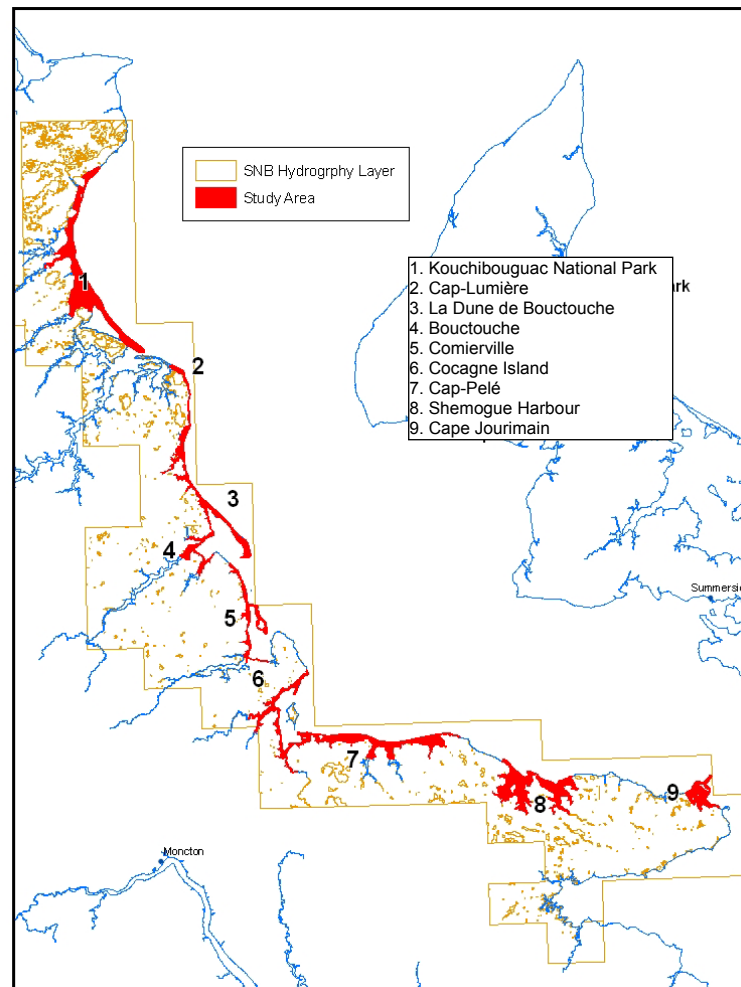 SNB Hydrogrphy Layer
Study Area
1. Kouchibouguac National Park
2. Cap-Lumière
3. La Dune de Bouctouche
4. Bouctouche
5. Comierville
6. Cocagne Island
7. Cap-Pelé
8. Shemogue Harbour
9. Cape Jourimain
ark
1
2
3
4
5
6
7
8
9
Summersi
Moncton